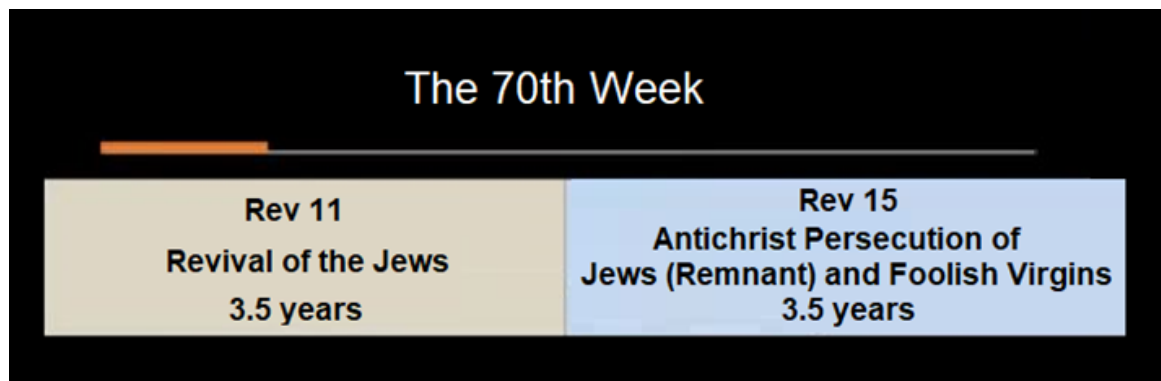 The 70th Week
Rev 11
Revival of the Jews
3.5 years
Rev 15
Antichrist Persecution of
Jews (Remnant) and Foolish Virgins
3.5 years